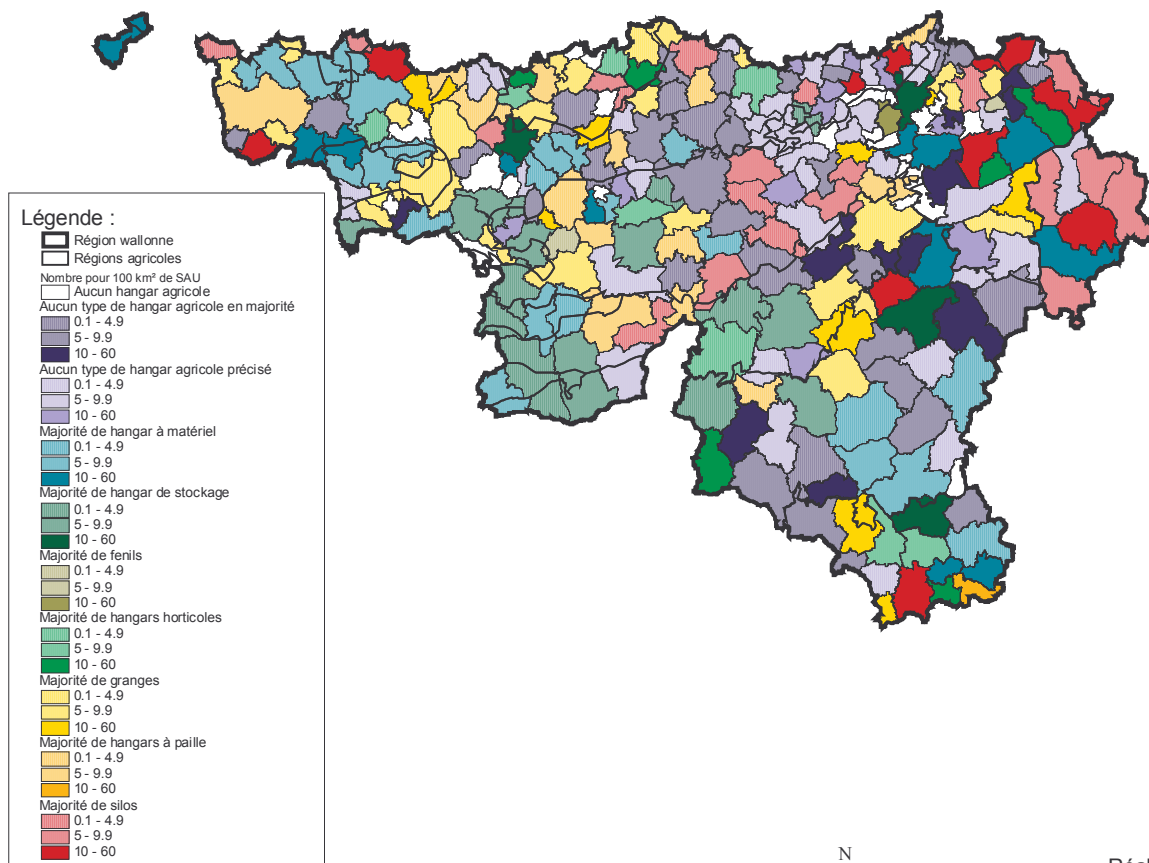 Légende :
Région wallonne
Régions agricoles
Nombre pour 100 km² de SAU
Aucun hangar agricole
Aucun type de hangar agricole en majorité
0.1 - 4.9
5 - 9.9
10 - 60
Aucun type de hangar agricole précisé
0.1 - 4.9
5 - 9.9
10 - 60
Majorité de hangar à matériel
0.1 - 4.9
5 - 9.9
10 - 60
Majorité de hangar de stockage
0.1 - 4.9
5 - 9.9
10 - 60
Majorité de fenils
0.1 - 4.9
5 - 9.9
10 - 60
Majorité de hangars horticoles
0.1 - 4.9
5 - 9.9
10 - 60
Majorité de granges
0.1 - 4.9
5 - 9.9
10 - 60
Majorité de hangars à paille
0.1 - 4.9
5 - 9.9
10 - 60
Majorité de silos
0.1 - 4.9
5 - 9.9
10 - 60
N